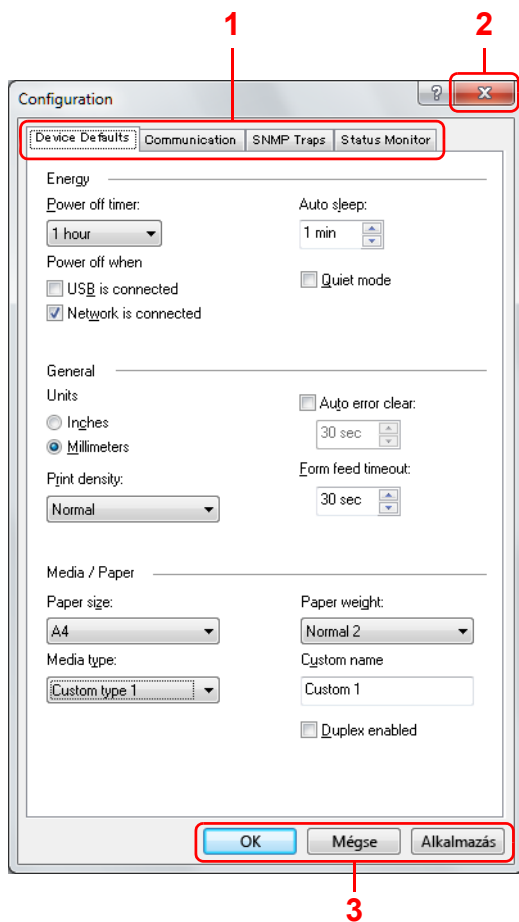 1
2
Configuration
Device Defaults
Communication
SNMP Traps
Status Monitor
Energy
Power off timer:
Auto sleep:
1 hour
1 min
Power off when
USB is connected
Quiet mode
Network is connected
General
Units
Auto error clear:
Inches
30 sec
Millimeters
Print density:
Form feed timeout:
Normal
30 sec
Media / Paper
Paper size:
Paper weight:
A4
Normal 2
Media type:
Custom name
Custom type 1
Custom 1
Duplex enabled
OK
Mégse
Alkalmazás
3